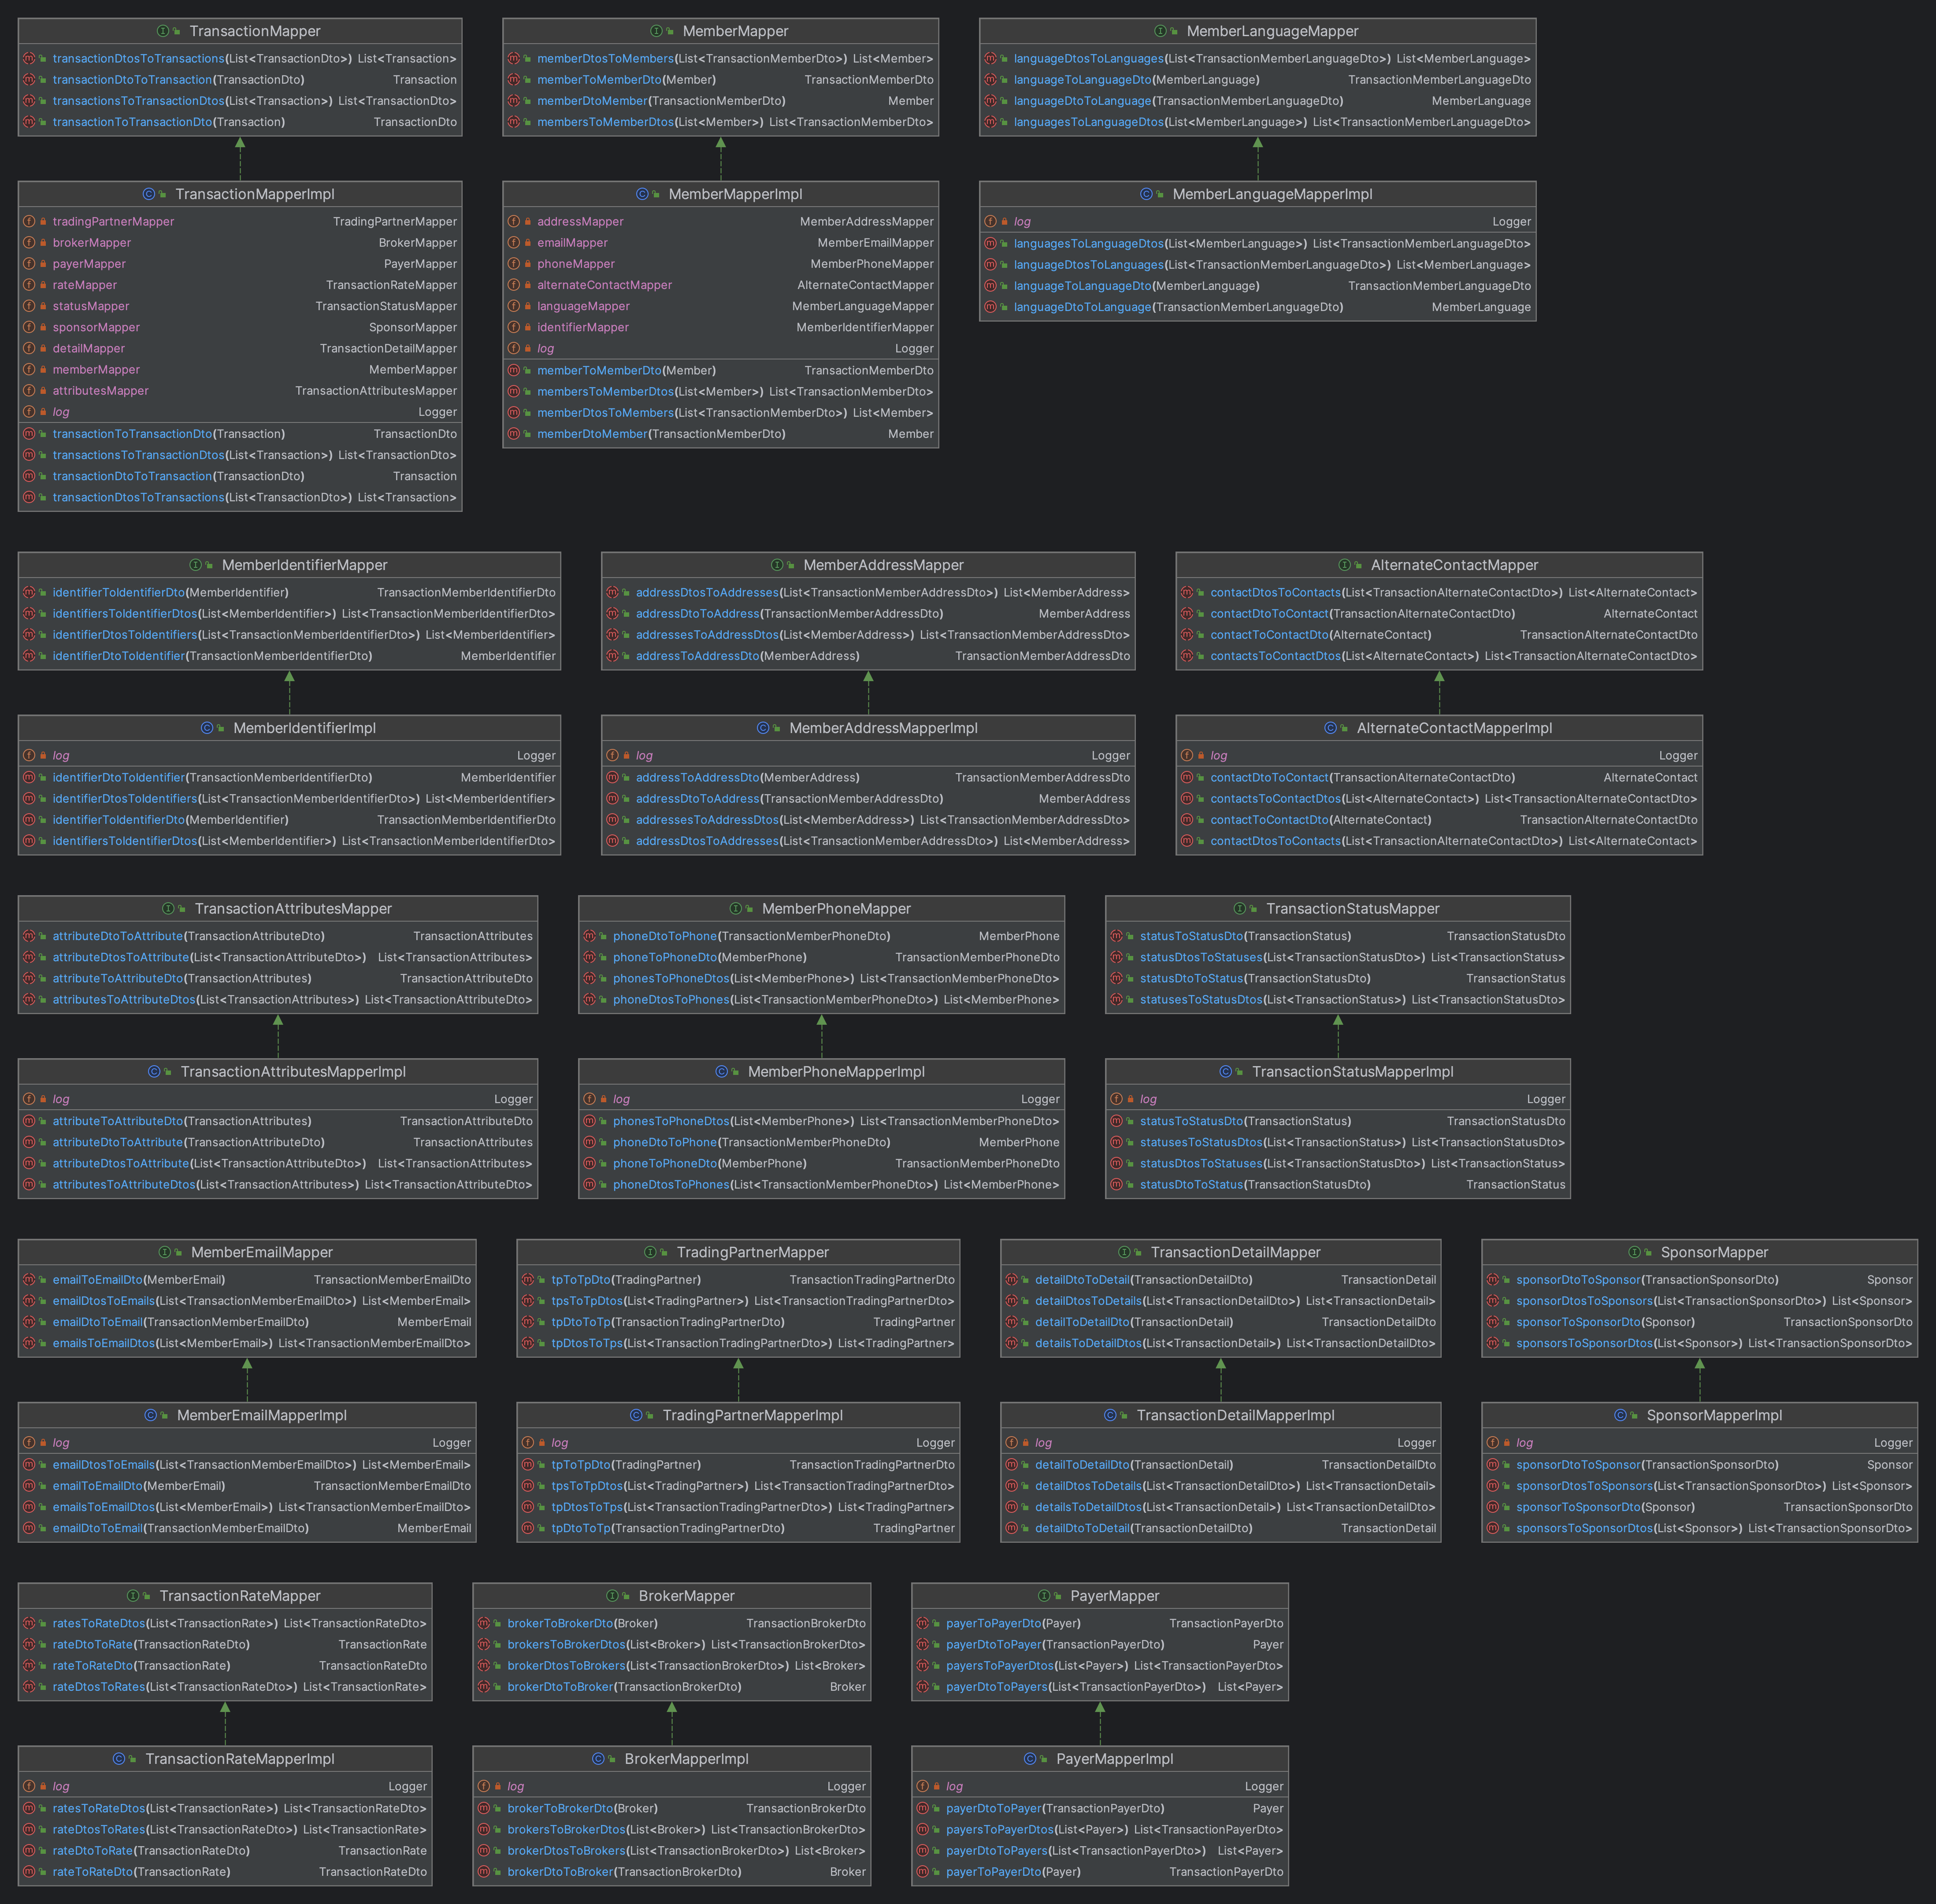 TransactionMapper
transactionDtosToTransactions(List<TransactionDto>) List<Transaction>
transactionDtoToTransaction(TransactionDto) Transaction
transactionsToTransactionDtos(List<Transaction>) List<TransactionDto>
transactionToTransactionDto(Transaction) TransactionDto
MemberMapper
memberDtosToMembers(List<TransactionMemberDto>) List<Member>
memberToMemberDto(Member) TransactionMemberDto
memberDtoMember(TransactionMemberDto) Member
membersToMemberDtos(List<Member>) List<TransactionMemberDto>
MemberLanguageMapper
languageDtosToLanguages(List<TransactionMemberLanguageDto>) List<MemberLanguage>
languageToLanguageDto(MemberLanguage) TransactionMemberLanguageDto
languageDtoToLanguage(TransactionMemberLanguageDto) MemberLanguage
languagesToLanguageDtos(List<MemberLanguage>) List<TransactionMemberLanguageDto>
TransactionMapperImpl
tradingPartnerMapper TradingPartnerMapper
brokerMapper BrokerMapper
payerMapper PayerMapper
rateMapper TransactionRateMapper
statusMapper TransactionStatusMapper
sponsorMapper SponsorMapper
detailMapper TransactionDetailMapper
memberMapper MemberMapper
attributesMapper TransactionAttributesMapper
log Logger
transactionToTransactionDto(Transaction) TransactionDto
transactionsToTransactionDtos(List<Transaction>) List<TransactionDto>
transactionDtoToTransaction(TransactionDto) Transaction
transactionDtosToTransactions(List<TransactionDto>) List<Transaction>
MemberMapperImpl
addressMapper MemberAddressMapper
emailMapper MemberEmailMapper
phoneMapper MemberPhoneMapper
alternateContactMapper AlternateContactMapper
languageMapper MemberLanguageMapper
identifierMapper MemberIdentifierMapper
log Logger
memberToMemberDto(Member) TransactionMemberDto
membersToMemberDtos(List<Member>) List<TransactionMemberDto>
memberDtosToMembers(List<TransactionMemberDto>) List<Member>
memberDtoMember(TransactionMemberDto) Member
MemberLanguageMapperImpl
log Logger
languagesToLanguageDtos(List<MemberLanguage>) List<TransactionMemberLanguageDto>
languageDtosToLanguages(List<TransactionMemberLanguageDto>) List<MemberLanguage>
languageToLanguageDto(MemberLanguage) TransactionMemberLanguageDto
languageDtoToLanguage(TransactionMemberLanguageDto) MemberLanguage
MemberIdentifierMapper
identifierToIdentifierDto(MemberIdentifier) TransactionMemberIdentifierDto
identifiersToIdentifierDtos(List<MemberIdentifier>) List<TransactionMemberIdentifierDto>
identifierDtosToIdentifiers(List<TransactionMemberIdentifierDto>) List<MemberIdentifier>
identifierDtoToIdentifier(TransactionMemberIdentifierDto) MemberIdentifier
MemberAddressMapper
addressDtosToAddresses(List<TransactionMemberAddressDto>) List<MemberAddress>
addressDtoToAddress(TransactionMemberAddressDto) MemberAddress
addressesToAddressDtos(List<MemberAddress>) List<TransactionMemberAddressDto>
addressToAddressDto(MemberAddress) TransactionMemberAddressDto
AlternateContactMapper
contactDtosToContacts(List<TransactionAlternateContactDto>) List<AlternateContact>
contactDtoToContact(TransactionAlternateContactDto) AlternateContact
contactToContactDto(AlternateContact) TransactionAlternateContactDto
contactsToContactDtos(List<AlternateContact>) List<TransactionAlternateContactDto>
MemberIdentifierImpl
log Logger
identifierDtoToIdentifier(TransactionMemberIdentifierDto) MemberIdentifier
identifierDtosToIdentifiers(List<TransactionMemberIdentifierDto>) List<MemberIdentifier>
identifierToIdentifierDto(MemberIdentifier) TransactionMemberIdentifierDto
identifiersToIdentifierDtos(List<MemberIdentifier>) List<TransactionMemberIdentifierDto>
MemberAddressMapperImpl
log Logger
addressToAddressDto(MemberAddress) TransactionMemberAddressDto
addressDtoToAddress(TransactionMemberAddressDto) MemberAddress
addressesToAddressDtos(List<MemberAddress>) List<TransactionMemberAddressDto>
addressDtosToAddresses(List<TransactionMemberAddressDto>) List<MemberAddress>
AlternateContactMapperImpl
log Logger
contactDtoToContact(TransactionAlternateContactDto) AlternateContact
contactsToContactDtos(List<AlternateContact>) List<TransactionAlternateContactDto>
contactToContactDto(AlternateContact) TransactionAlternateContactDto
contactDtosToContacts(List<TransactionAlternateContactDto>) List<AlternateContact>
TransactionAttributesMapper
attributeDtoToAttribute(TransactionAttributeDto) TransactionAttributes
attributeDtosToAttribute(List<TransactionAttributeDto>) List<TransactionAttributes>
attributeToAttributeDto(TransactionAttributes) TransactionAttributeDto
attributesToAttributeDtos(List<TransactionAttributes>) List<TransactionAttributeDto>
MemberPhoneMapper
phoneDtoToPhone(TransactionMemberPhoneDto) MemberPhone
phoneToPhoneDto(MemberPhone) TransactionMemberPhoneDto
phonesToPhoneDtos(List<MemberPhone>) List<TransactionMemberPhoneDto>
phoneDtosToPhones(List<TransactionMemberPhoneDto>) List<MemberPhone>
TransactionStatusMapper
statusToStatusDto(TransactionStatus) TransactionStatusDto
statusDtosToStatuses(List<TransactionStatusDto>) List<TransactionStatus>
statusDtoToStatus(TransactionStatusDto) TransactionStatus
statusesToStatusDtos(List<TransactionStatus>) List<TransactionStatusDto>
TransactionAttributesMapperImpl
log Logger
attributeToAttributeDto(TransactionAttributes) TransactionAttributeDto
attributeDtoToAttribute(TransactionAttributeDto) TransactionAttributes
attributeDtosToAttribute(List<TransactionAttributeDto>) List<TransactionAttributes>
attributesToAttributeDtos(List<TransactionAttributes>) List<TransactionAttributeDto>
MemberPhoneMapperImpl
log Logger
phonesToPhoneDtos(List<MemberPhone>) List<TransactionMemberPhoneDto>
phoneDtoToPhone(TransactionMemberPhoneDto) MemberPhone
phoneToPhoneDto(MemberPhone) TransactionMemberPhoneDto
phoneDtosToPhones(List<TransactionMemberPhoneDto>) List<MemberPhone>
TransactionStatusMapperImpl
log Logger
statusToStatusDto(TransactionStatus) TransactionStatusDto
statusesToStatusDtos(List<TransactionStatus>) List<TransactionStatusDto>
statusDtosToStatuses(List<TransactionStatusDto>) List<TransactionStatus>
statusDtoToStatus(TransactionStatusDto) TransactionStatus
MemberEmailMapper
emailToEmailDto(MemberEmail) TransactionMemberEmailDto
emailDtosToEmails(List<TransactionMemberEmailDto>) List<MemberEmail>
emailDtoToEmail(TransactionMemberEmailDto) MemberEmail
emailsToEmailDtos(List<MemberEmail>) List<TransactionMemberEmailDto>
TradingPartnerMapper
tpToTpDto(TradingPartner) TransactionTradingPartnerDto
tpsToTpDtos(List<TradingPartner>) List<TransactionTradingPartnerDto>
tpDtoToTp(TransactionTradingPartnerDto) TradingPartner
tpDtosToTps(List<TransactionTradingPartnerDto>) List<TradingPartner>
TransactionDetailMapper
detailDtoToDetail(TransactionDetailDto) TransactionDetail
detailDtosToDetails(List<TransactionDetailDto>) List<TransactionDetail>
detailToDetailDto(TransactionDetail) TransactionDetailDto
detailsToDetailDtos(List<TransactionDetail>) List<TransactionDetailDto>
SponsorMapper
sponsorDtoToSponsor(TransactionSponsorDto) Sponsor
sponsorDtosToSponsors(List<TransactionSponsorDto>) List<Sponsor>
sponsorToSponsorDto(Sponsor) TransactionSponsorDto
sponsorsToSponsorDtos(List<Sponsor>) List<TransactionSponsorDto>
MemberEmailMapperImpl
log Logger
emailDtosToEmails(List<TransactionMemberEmailDto>) List<MemberEmail>
emailToEmailDto(MemberEmail) TransactionMemberEmailDto
emailsToEmailDtos(List<MemberEmail>) List<TransactionMemberEmailDto>
emailDtoToEmail(TransactionMemberEmailDto) MemberEmail
TradingPartnerMapperImpl
log Logger
tpToTpDto(TradingPartner) TransactionTradingPartnerDto
tpsToTpDtos(List<TradingPartner>) List<TransactionTradingPartnerDto>
tpDtosToTps(List<TransactionTradingPartnerDto>) List<TradingPartner>
tpDtoToTp(TransactionTradingPartnerDto) TradingPartner
TransactionDetailMapperImpl
log Logger
detailToDetailDto(TransactionDetail) TransactionDetailDto
detailDtosToDetails(List<TransactionDetailDto>) List<TransactionDetail>
detailsToDetailDtos(List<TransactionDetail>) List<TransactionDetailDto>
detailDtoToDetail(TransactionDetailDto) TransactionDetail
SponsorMapperImpl
log Logger
sponsorDtoToSponsor(TransactionSponsorDto) Sponsor
sponsorDtosToSponsors(List<TransactionSponsorDto>) List<Sponsor>
sponsorToSponsorDto(Sponsor) TransactionSponsorDto
sponsorsToSponsorDtos(List<Sponsor>) List<TransactionSponsorDto>
TransactionRateMapper
ratesToRateDtos(List<TransactionRate>) List<TransactionRateDto>
rateDtoToRate(TransactionRateDto) TransactionRate
rateToRateDto(TransactionRate) TransactionRateDto
rateDtosToRates(List<TransactionRateDto>) List<TransactionRate>
BrokerMapper
brokerToBrokerDto(Broker) TransactionBrokerDto
brokersToBrokerDtos(List<Broker>) List<TransactionBrokerDto>
brokerDtosToBrokers(List<TransactionBrokerDto>) List<Broker>
brokerDtoToBroker(TransactionBrokerDto) Broker
PayerMapper
payerToPayerDto(Payer) TransactionPayerDto
payerDtoToPayer(TransactionPayerDto) Payer
payersToPayerDtos(List<Payer>) List<TransactionPayerDto>
payerDtoToPayers(List<TransactionPayerDto>) List<Payer>
TransactionRateMapperImpl
log Logger
ratesToRateDtos(List<TransactionRate>) List<TransactionRateDto>
rateDtosToRates(List<TransactionRateDto>) List<TransactionRate>
rateDtoToRate(TransactionRateDto) TransactionRate
rateToRateDto(TransactionRate) TransactionRateDto
BrokerMapperImpl
log Logger
brokerToBrokerDto(Broker) TransactionBrokerDto
brokersToBrokerDtos(List<Broker>) List<TransactionBrokerDto>
brokerDtosToBrokers(List<TransactionBrokerDto>) List<Broker>
brokerDtoToBroker(TransactionBrokerDto) Broker
PayerMapperImpl
log Logger
payerDtoToPayer(TransactionPayerDto) Payer
payersToPayerDtos(List<Payer>) List<TransactionPayerDto>
payerDtoToPayers(List<TransactionPayerDto>) List<Payer>
payerToPayerDto(Payer) TransactionPayerDto